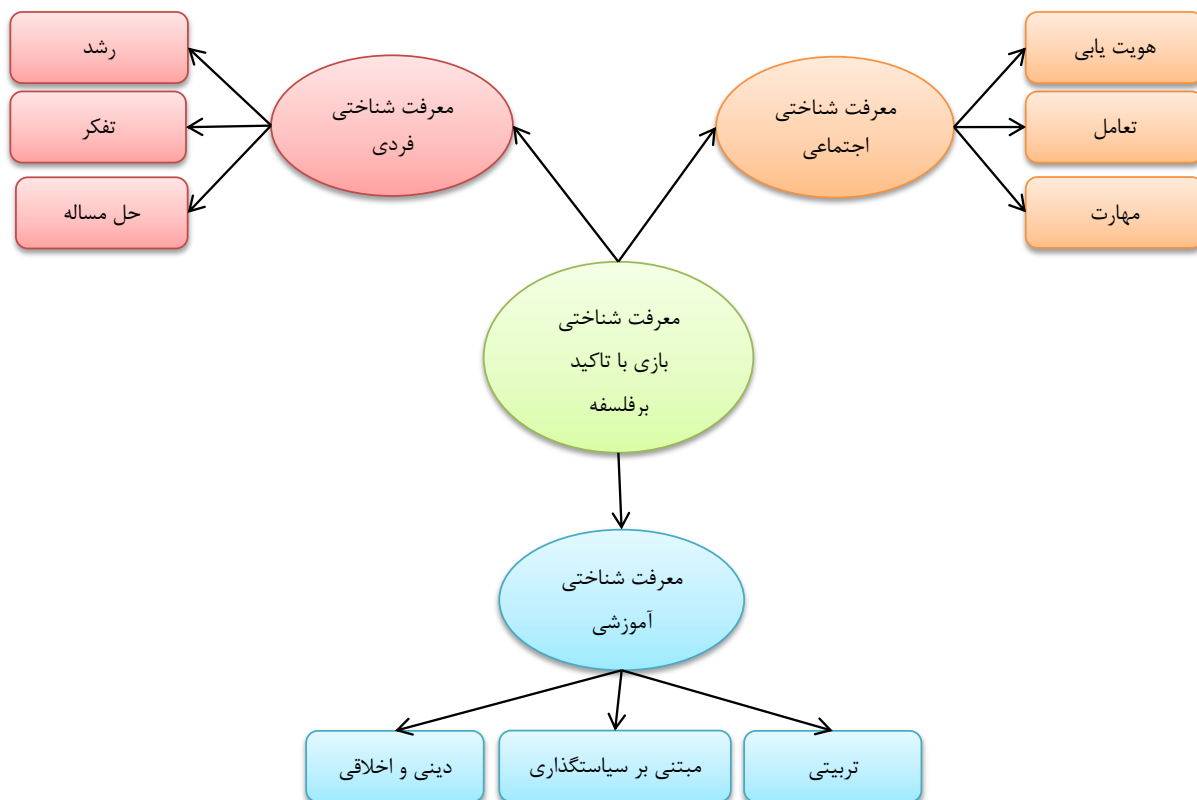 هویت یابی
تعامل
مهارت
معرفت شناختی
اجتماعی
معرفت شناختی
فردی
رشد
تفکر
حل مساله
معرفت شناختی
بازی با تاکید
برفلسفه
معرفت شناختی
آموزشی
تربیتی
مبتنی بر سیاستگذاری
دینی و اخلاقی